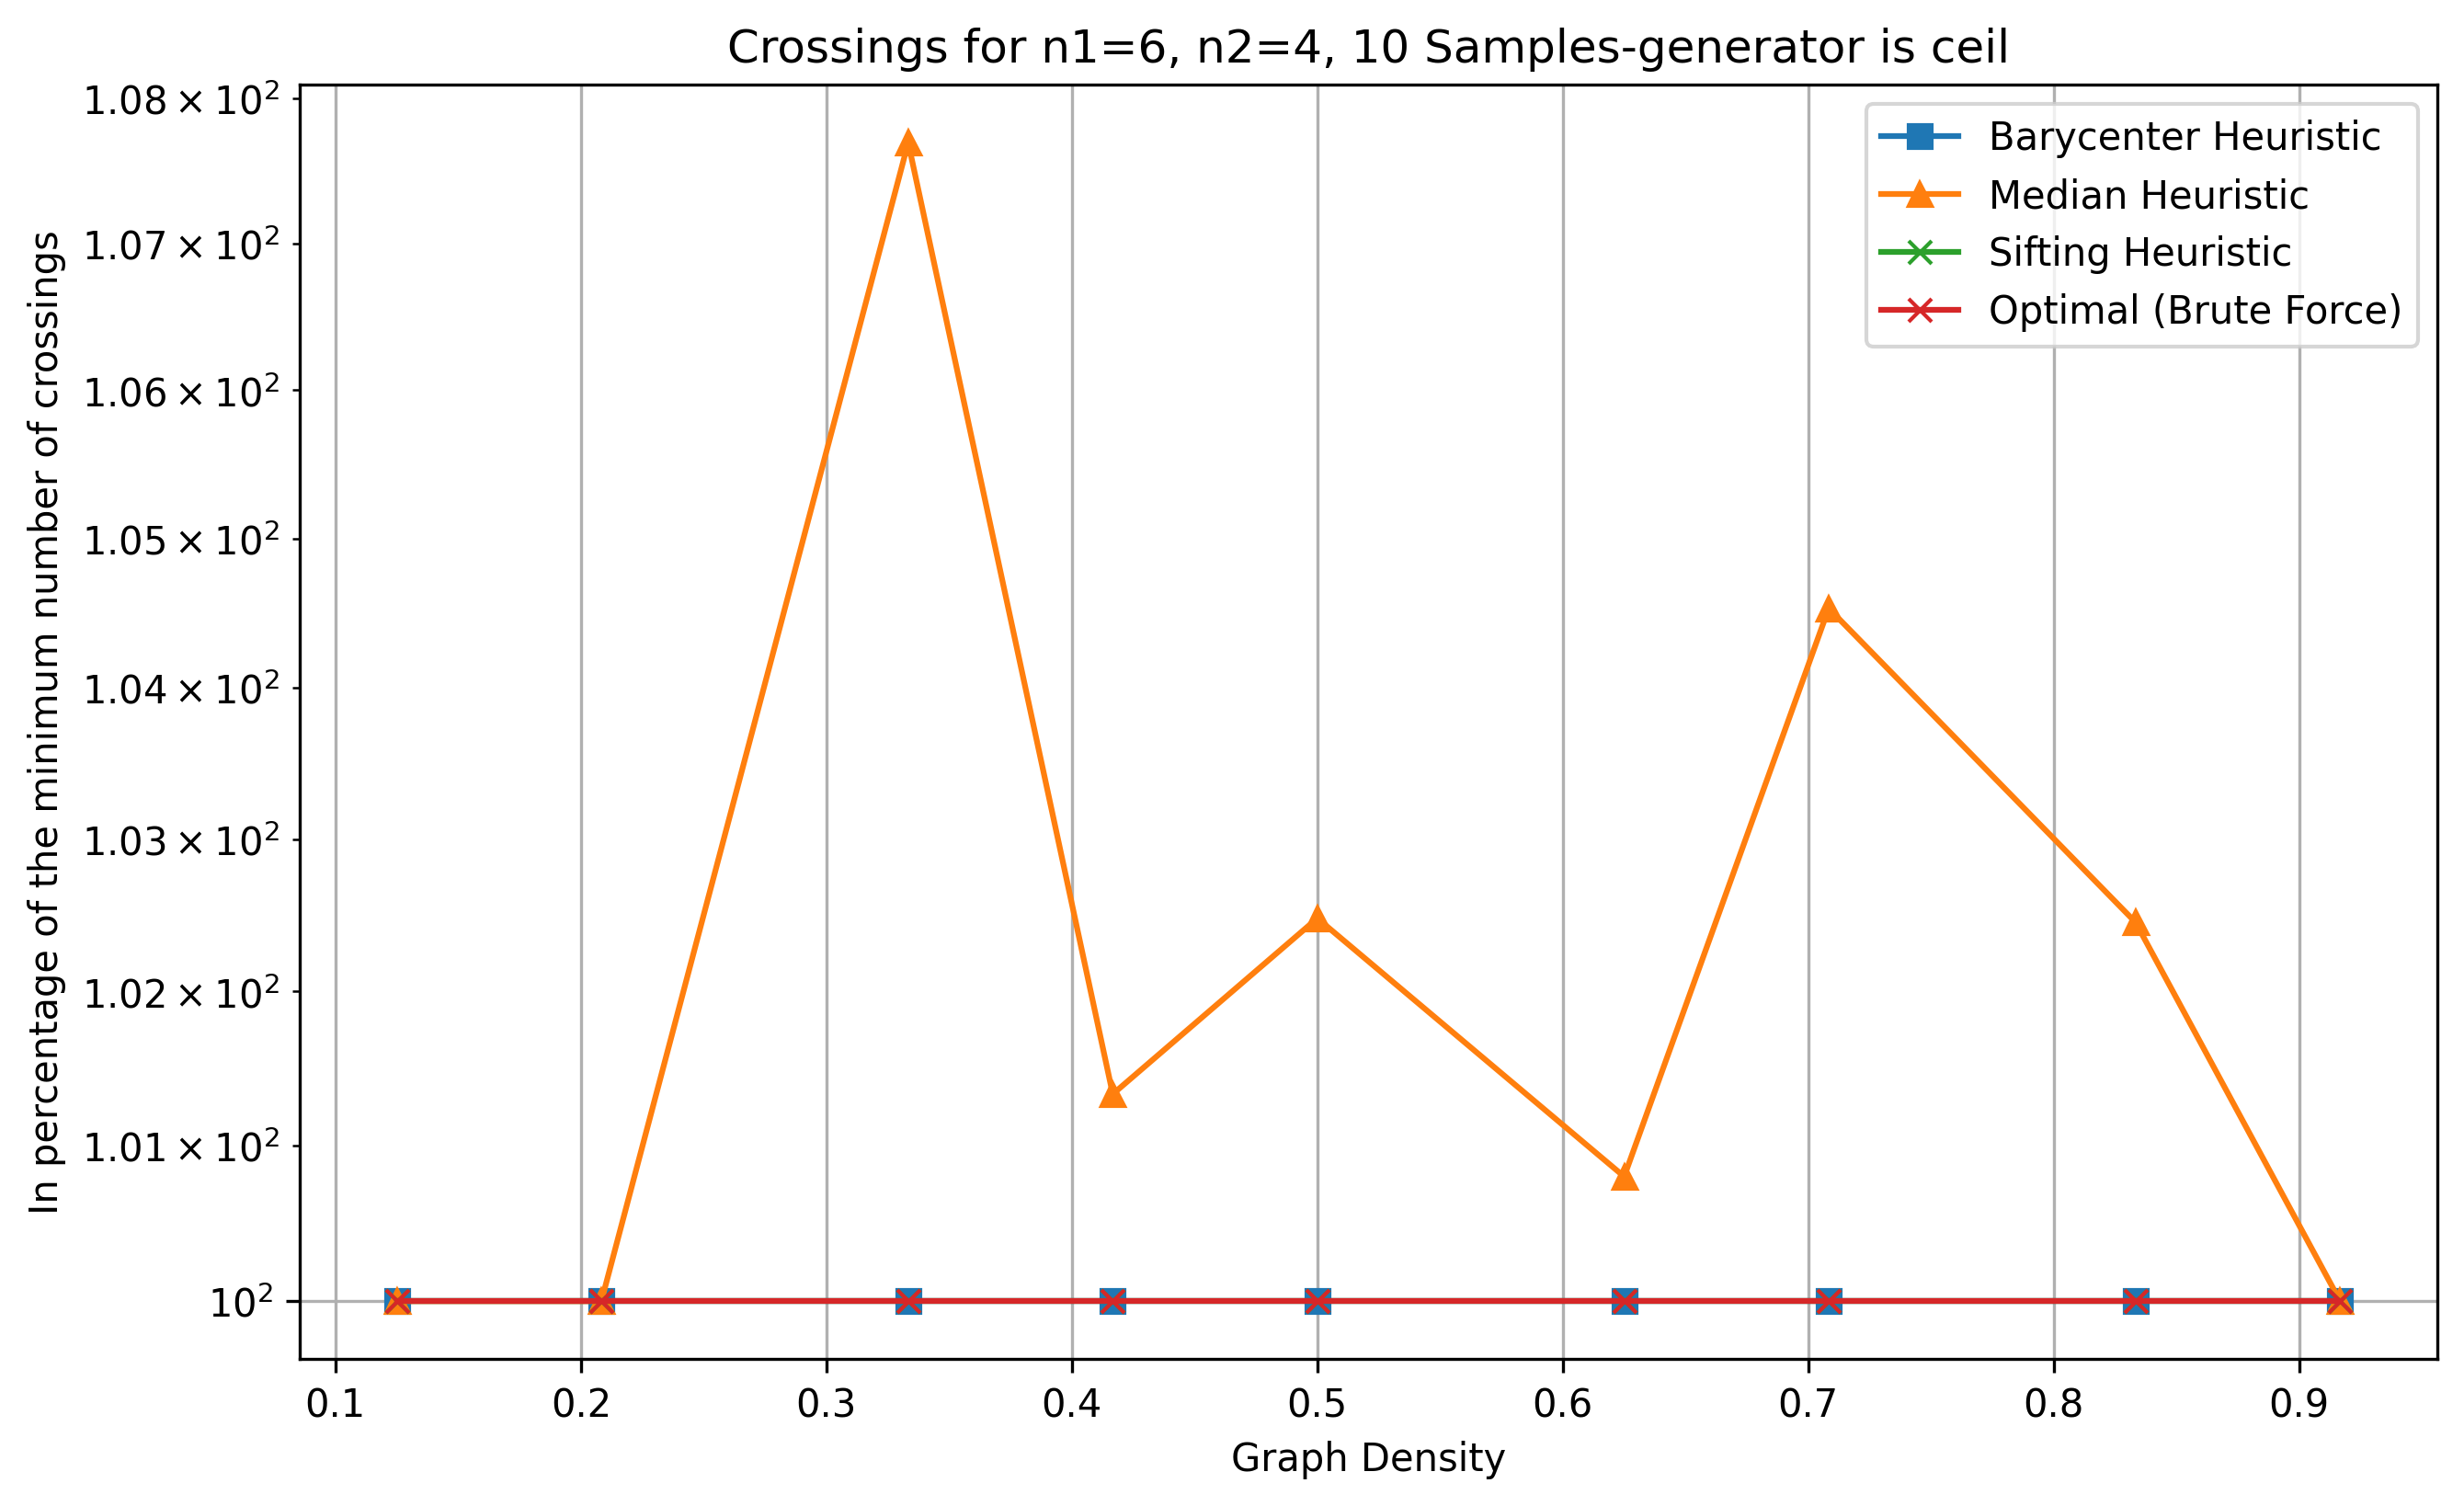 Crossings for n1=6, n2=4, 10 Samples-generator is ceil
In percentage of the minimum number of crossings
1.08 × 10²
1.07 × 10²
1.06 × 10²
1.05 × 10²
1.04 × 10²
1.03 × 10²
1.02 × 10²
1.01 × 10²
10²
Barycenter Heuristic
Median Heuristic
Sifting Heuristic
Optimal (Brute Force)
0.1 0.2 0.3 0.4 0.5 0.6 0.7 0.8 0.9
Graph Density